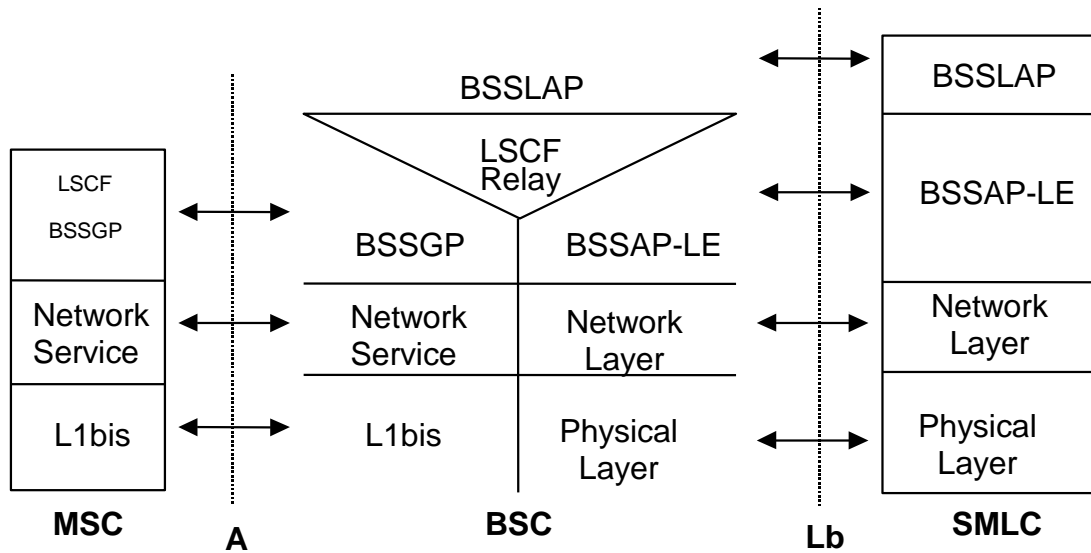 BSSLAP
LSCF
Relay
BSSGP
BSSAP-LE
Network
Service
Network
Layer
L1bis
Physical
Layer
BSC
LSCF
BSSGP
Network
Service
L1bis
MSC
A
BSSLAP
BSSAP-LE
Network
Layer
Physical
Layer
SMLC
Lb